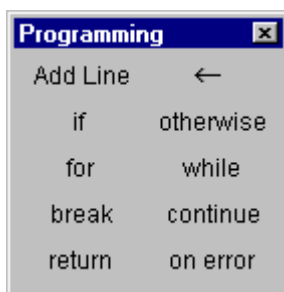 Programming
Add Line ←
if otherwise
for while
break continue
return on error